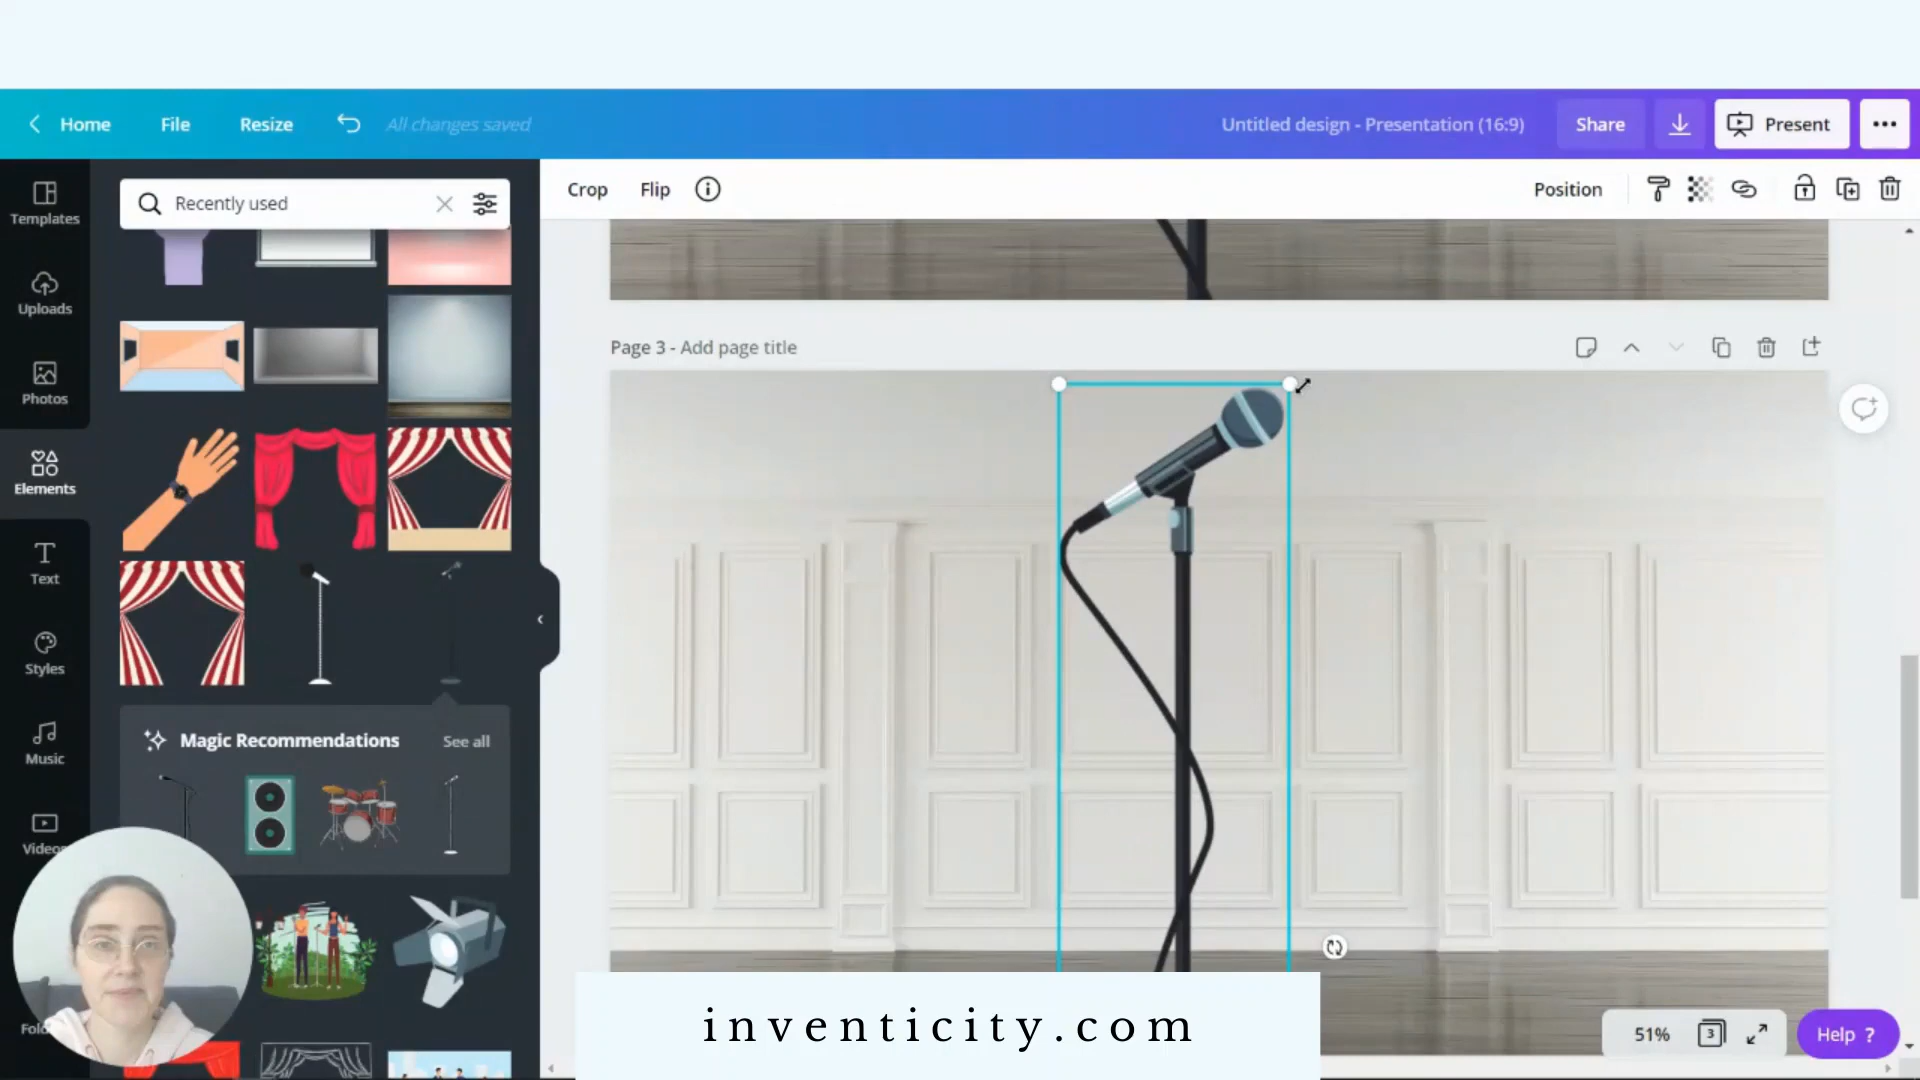 Home File Resize All changes saved Untitled design - Presentation (16:9) Share Present
Templates
Recently used
Crop Flip Position
Uploads
Page 3 - Add page title
Photos
Elements
Text
Styles
Magic Recommendations See all
Music
Videos
inventicity.com
51% 3 Help ?